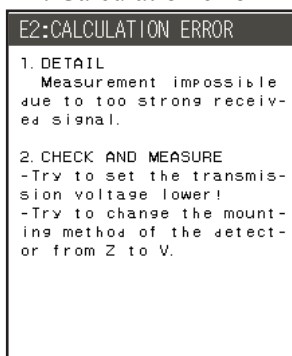 E2:CALCULATION ERROR
1. DETAIL
Measurement impossible
due to too strong receiv-
ed signal.
2. CHECK AND MEASURE
-Try to set the transmis-
sion voltage lower!
-Try to change the mount-
ing method of the detect-
or from Z to V.